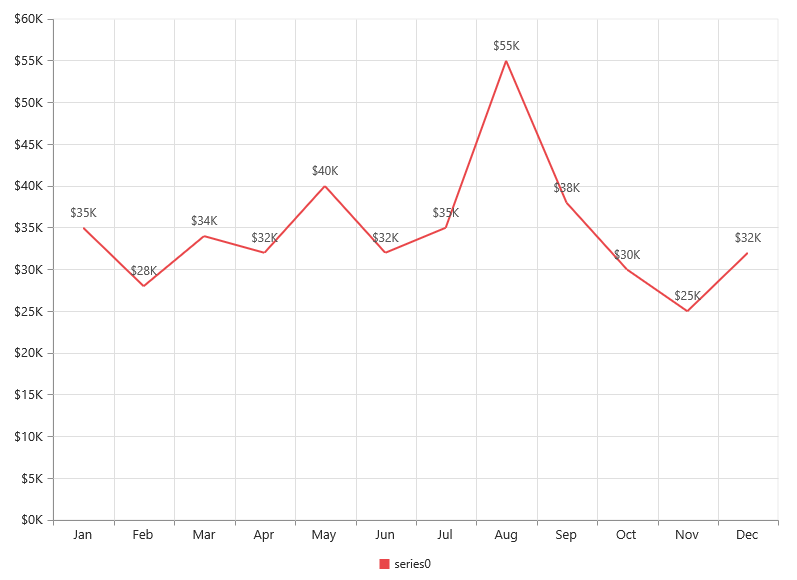 $60K
$55K
$55K
$50K
$45K
$40K
$40K
$35K
$35K
$34K
$35K
$38K
$32K
$32K
$32K
$30K
$28K
$30K
$25K
$25K
$20K
$15K
$10K
$5K
$0K
Jan Feb Mar Apr May Jun Jul Aug Sep Oct Nov Dec
series0